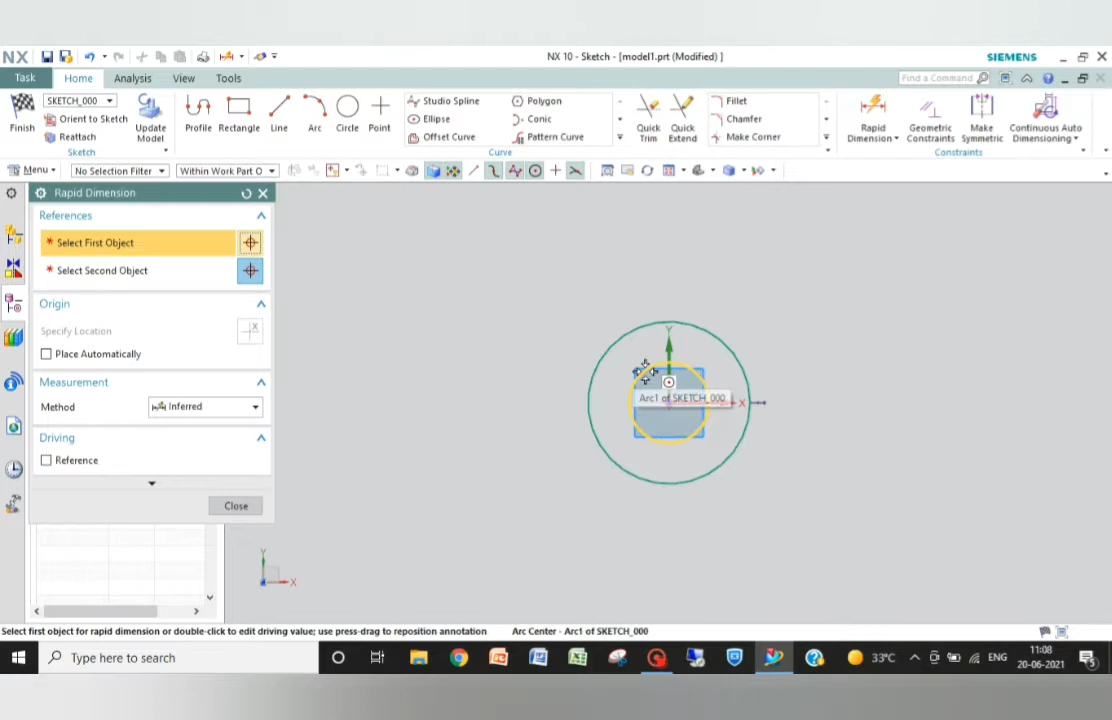 NX
NX 10 - Sketch - [model1.prt (Modified) ]
SIEMENS
Task Home Analysis View Tools
Find a Command
SKETCH_000
Orient to Sketch
Reattach
Finish
Update Model
Sketch
Profile Rectangle Line Arc Circle Point
Studio Spline
Ellipse
Offset Curve
Polygon
Conic
Pattern Curve
Curve
Quick Trim
Quick Extend
Fillet
Chamfer
Make Corner
Rapid Dimension
Geometric Constraints
Make Symmetric
Continuous Auto Dimensioning
Constraints
Menu
No Selection Filter
Within Work Part O
Rapid Dimension
References
* Select First Object
* Select Second Object
Origin
Specify Location
Place Automatically
Measurement
Method
Inferred
Driving
Reference
Close
Y
X
Arc1 of SKETCH_000
Y
X
Select first object for rapid dimension or double-click to edit driving value; use press-drag to reposition annotation
Arc Center - Arc1 of SKETCH_000
Type here to search
33°C
ENG
11:08
20-06-2021
5